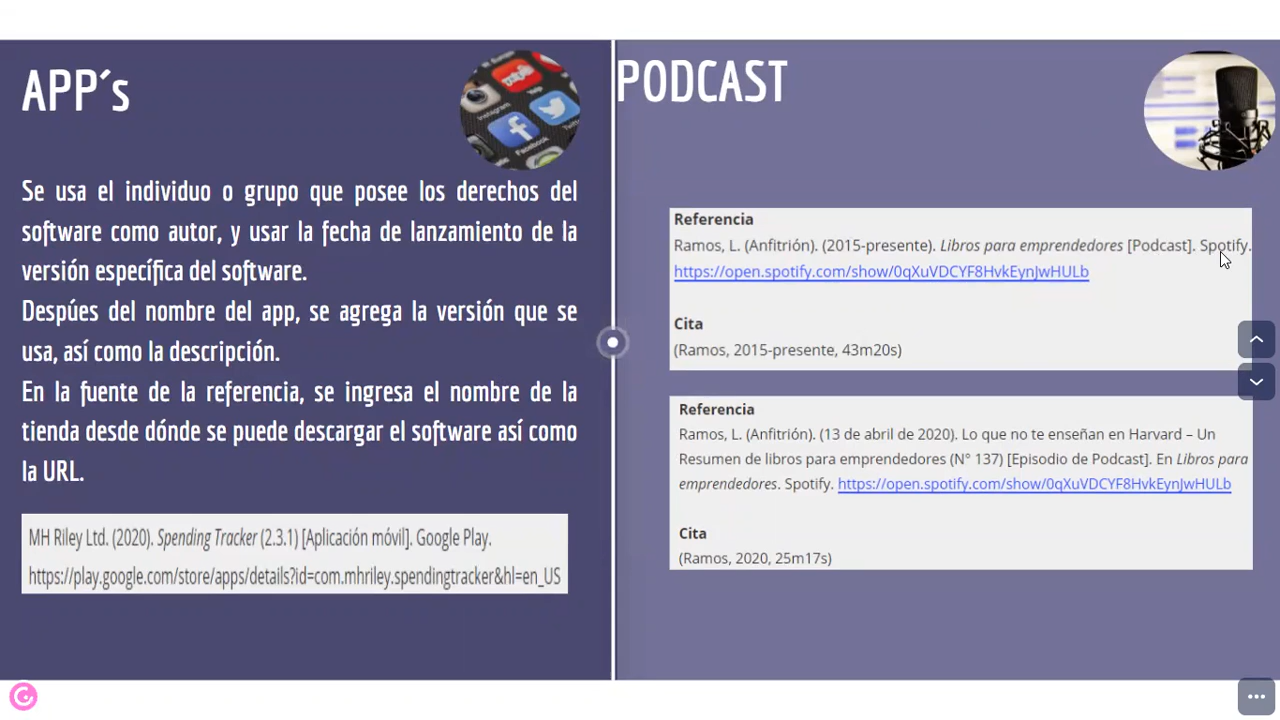 APP´s
Yelp
Instagram
Facebook
Se usa el individuo o grupo que posee los derechos del
software como autor, y usar la fecha de lanzamiento de la
versión específica del software.
Despúes del nombre del app, se agrega la versión que se
usa, así como la descripción.
En la fuente de la referencia, se ingresa el nombre de la
tienda desde dónde se puede descargar el software así como
la URL.
MH Riley Ltd. (2020). Spending Tracker (2.3.1) [Aplicación móvil]. Google Play.
https://play.google.com/store/apps/details?id=com.mhriley.spendingtracker&hl=en_US
PODCAST
Referencia
Ramos, L. (Anfitrión). (2015-presente). Libros para emprendedores [Podcast]. Spotify.
https://open.spotify.com/show/0qXuVDCYF8HvkEynJwHULb
Cita
(Ramos, 2015-presente, 43m20s)
Referencia
Ramos, L. (Anfitrión). (13 de abril de 2020). Lo que no te enseñan en Harvard – Un
Resumen de libros para emprendedores (N° 137) [Episodio de Podcast]. En Libros para
emprendedores. Spotify. https://open.spotify.com/show/0qXuVDCYF8HvkEynJwHULb
Cita
(Ramos, 2020, 25m17s)